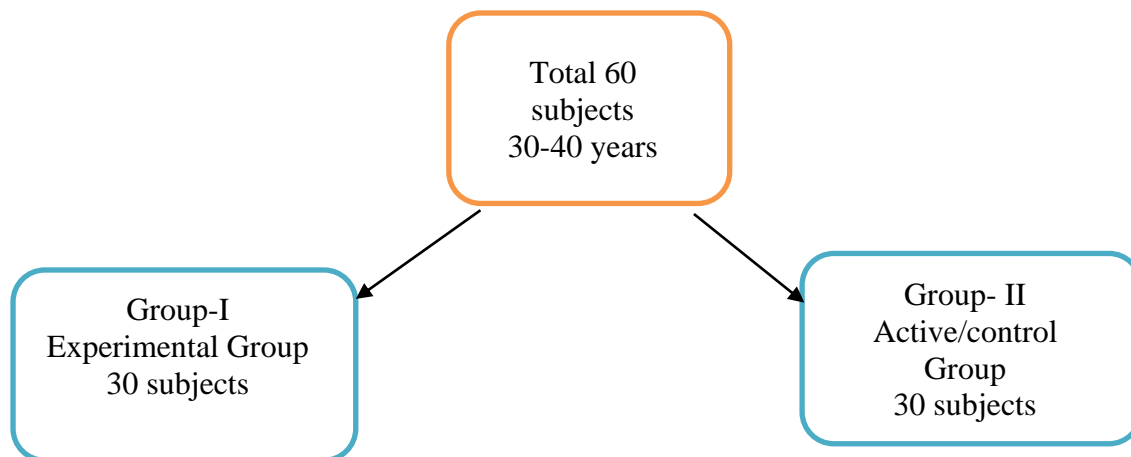 Total 60
subjects
30-40 years
Group-I
Experimental Group
30 subjects
Group- II
Active/control
Group
30 subjects